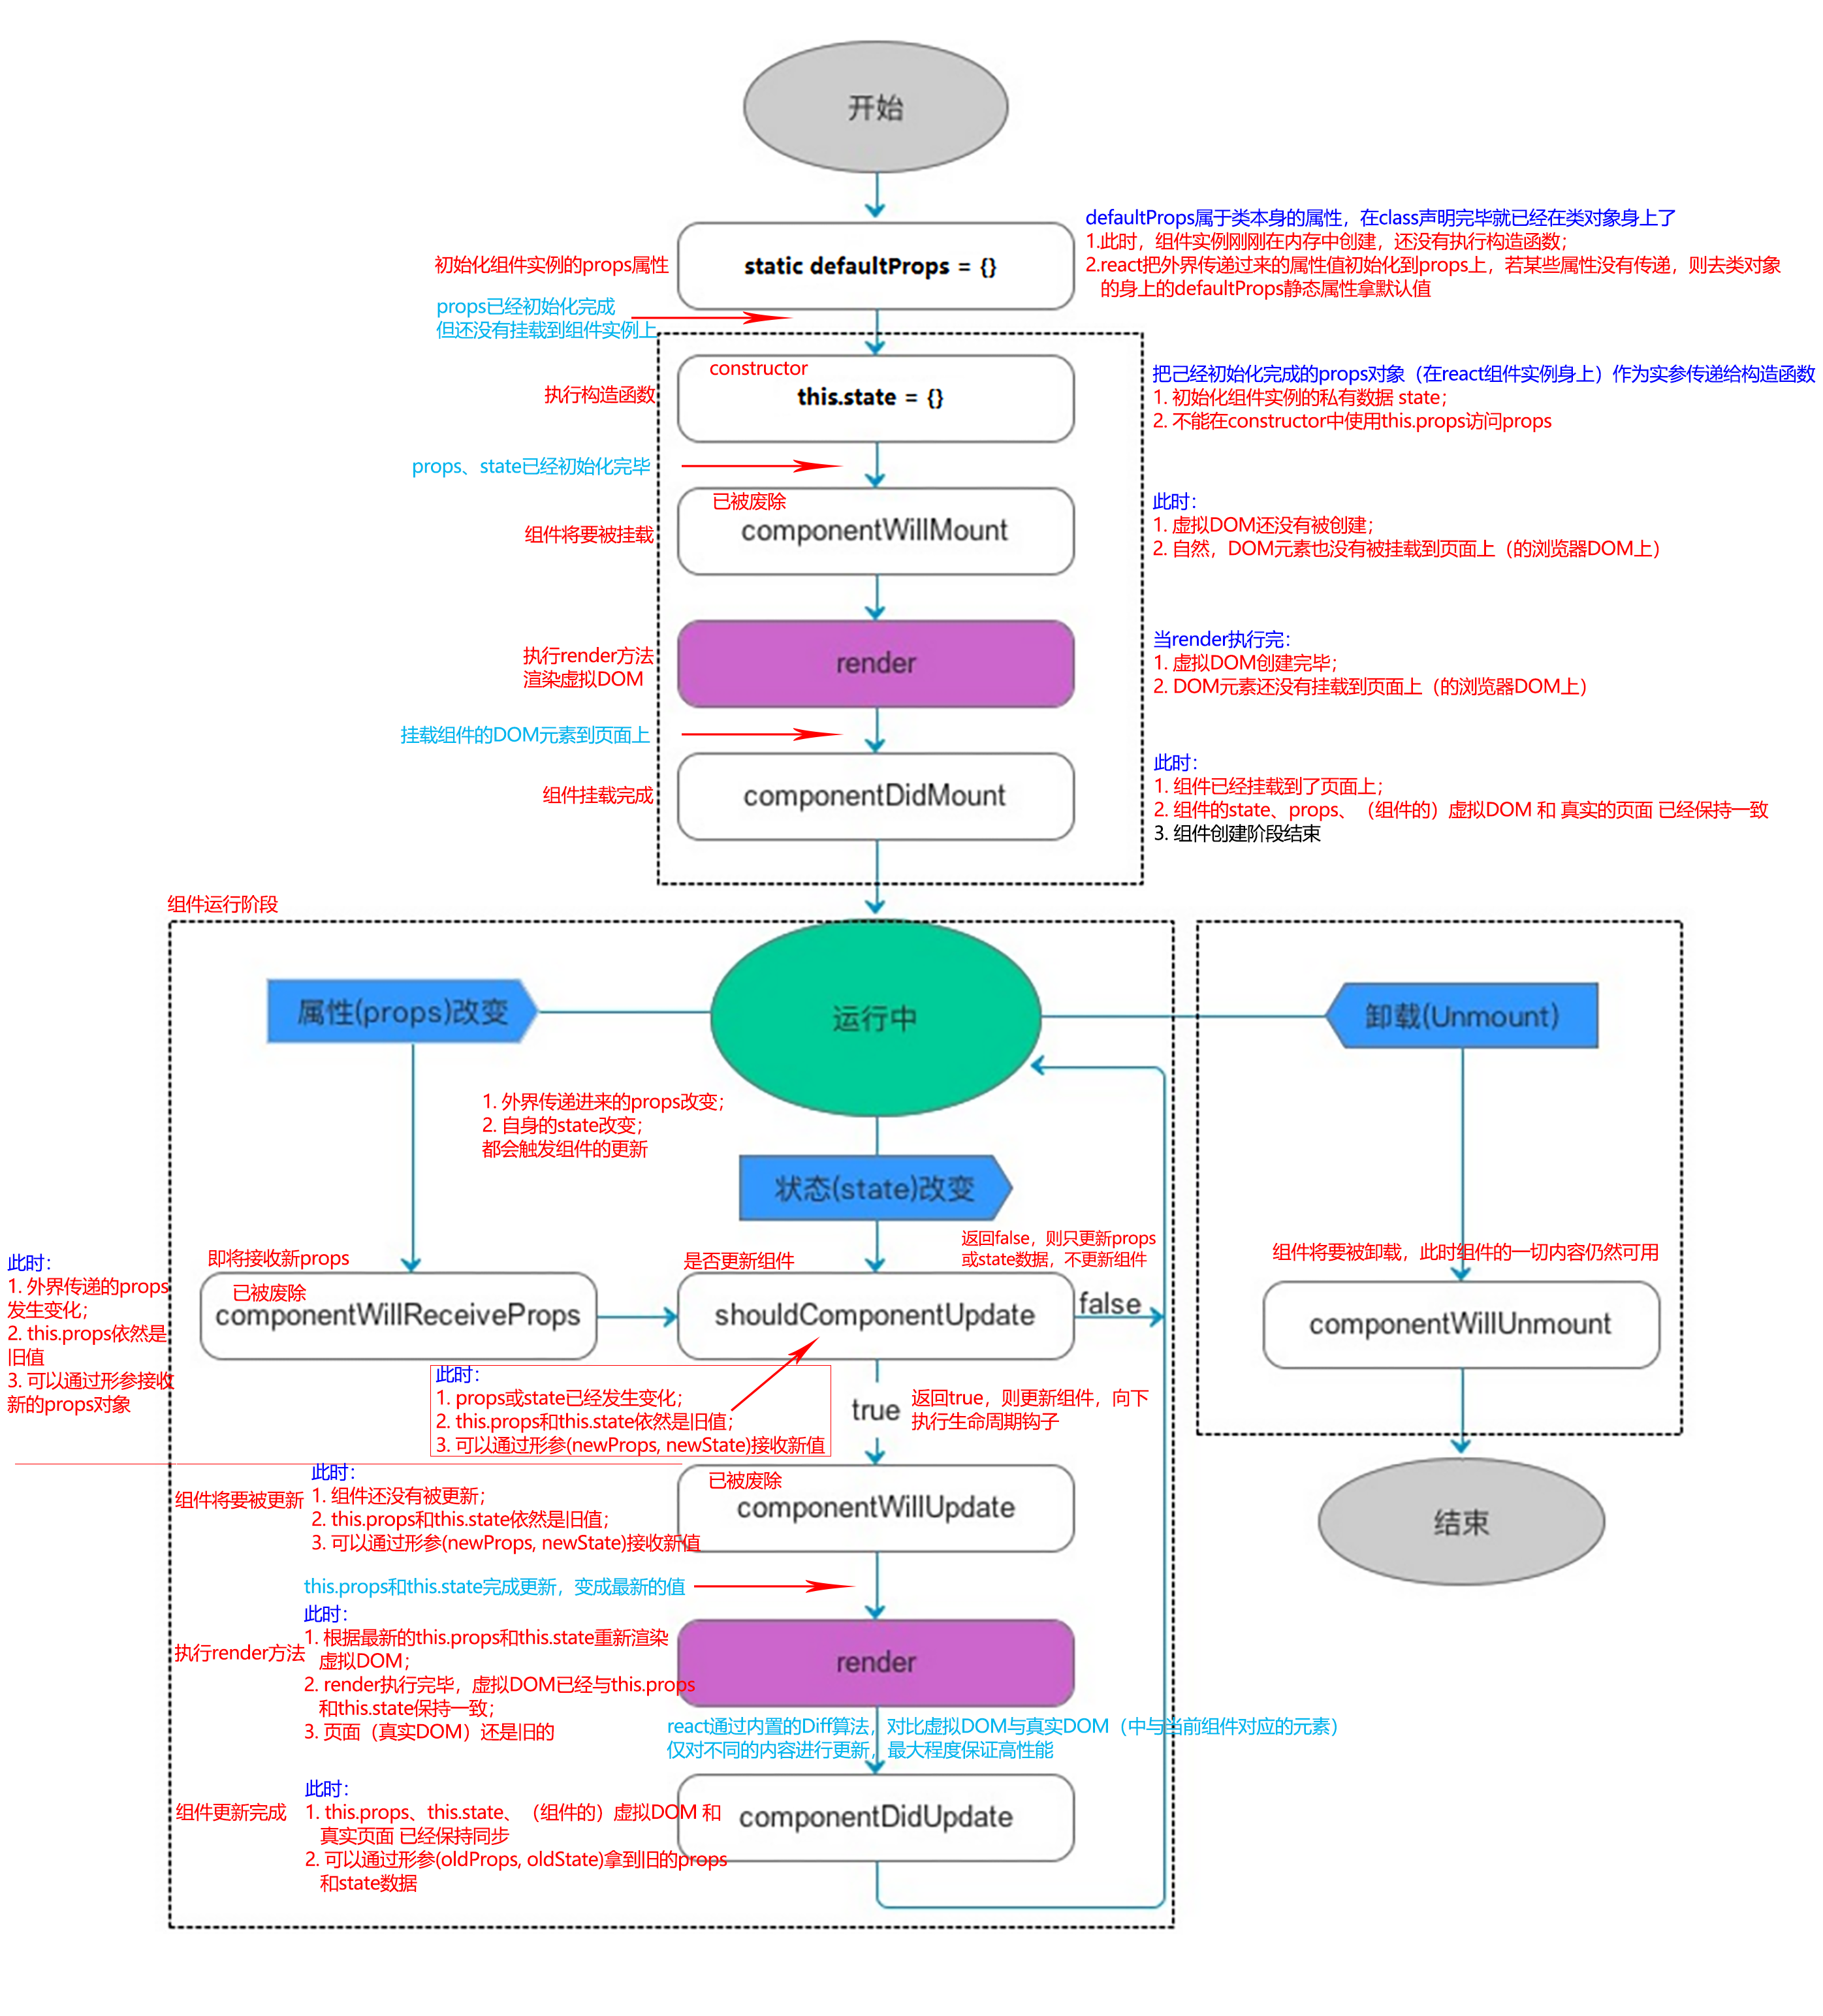 开始
defaultProps属于类本身的属性，在class声明完毕就已经在类对象身上了
1.此时，组件实例刚刚在内存中创建，还没有执行构造函数；
2.react把外界传递过来的属性值初始化到props上，若某些属性没有传递，则去类对象
的身上的defaultProps静态属性拿默认值
初始化组件实例的props属性
static defaultProps = {}
props已经初始化完成
但还没有挂载到组件实例上
constructor
执行构造函数
this.state = {}
把己经初始化完成的props对象（在react组件实例身上）作为实参传递给构造函数
1. 初始化组件实例的私有数据 state；
2. 不能在constructor中使用this.props访问props
props、state已经初始化完毕
已被废除
组件将要被挂载
componentWillMount
此时：
1. 虚拟DOM还没有被创建；
2. 自然，DOM元素也没有被挂载到页面上（的浏览器DOM上）
执行render方法
渲染虚拟DOM
render
当render执行完：
1. 虚拟DOM创建完毕；
2. DOM元素还没有挂载到页面上（的浏览器DOM上）
挂载组件的DOM元素到页面上
组件挂载完成
componentDidMount
此时：
1. 组件已经挂载到了页面上；
2. 组件的state、props、（组件的）虚拟DOM 和 真实的页面 已经保持一致
3. 组件创建阶段结束
组件运行阶段
属性(props)改变
运行中
卸载(Unmount)
1. 外界传递进来的props改变；
2. 自身的state改变；
都会触发组件的更新
状态(state)改变
返回false，则只更新props
或state数据，不更新组件
此时：
1. 外界传递的props
发生变化；
2. this.props依然是
旧值
3. 可以通过形参接收
新的props对象
即将接收新props
已被废除
componentWillReceiveProps
是否更新组件
shouldComponentUpdate
false
组件将要被卸载，此时组件的一切内容仍然可用
componentWillUnmount
此时：
1. props或state已经发生变化；
2. this.props和this.state依然是旧值；
3. 可以通过形参(newProps, newState)接收新值
true
返回true，则更新组件，向下
执行生命周期钩子
组件将要被更新
此时：
1. 组件还没有被更新；
2. this.props和this.state依然是旧值；
3. 可以通过形参(newProps, newState)接收新值
已被废除
componentWillUpdate
结束
this.props和this.state完成更新，变成最新的值
执行render方法
此时：
1. 根据最新的this.props和this.state重新渲染
虚拟DOM；
2. render执行完毕，虚拟DOM已经与this.props
和this.state保持一致；
3. 页面（真实DOM）还是旧的
render
react通过内置的Diff算法，对比虚拟DOM与真实DOM（中与当前组件对应的元素）
仅对不同的内容进行更新，最大程度保证高性能
组件更新完成
此时：
1. this.props、this.state、（组件的）虚拟DOM 和
真实页面 已经保持同步
2. 可以通过形参(oldProps, oldState)拿到旧的props
和state数据
componentDidUpdate